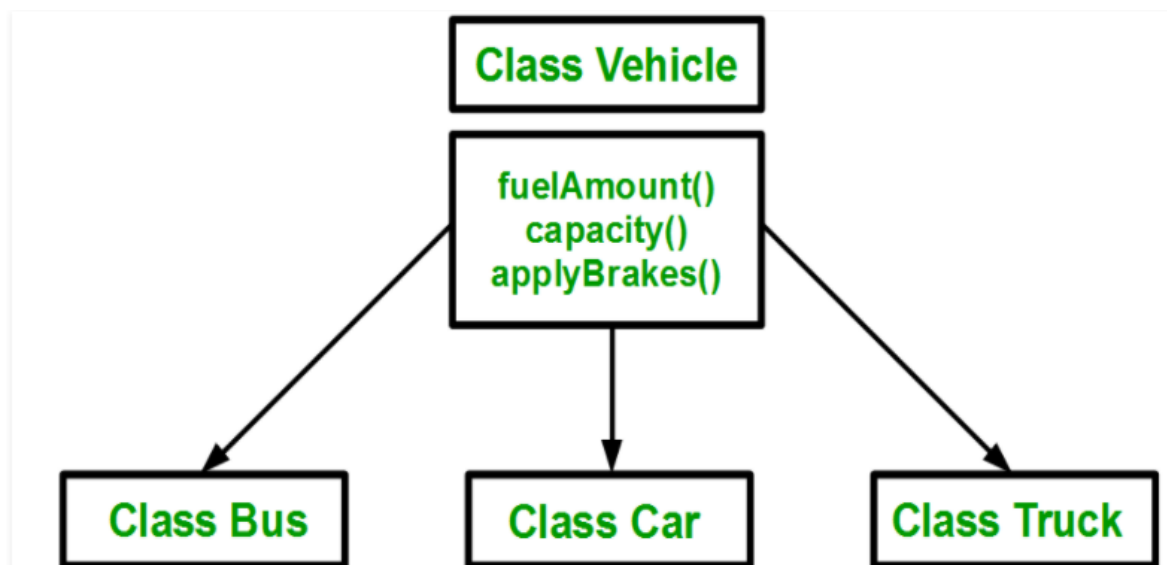 Class Vehicle
fuelAmount()
capacity()
applyBrakes()
Class Bus
Class Car
Class Truck